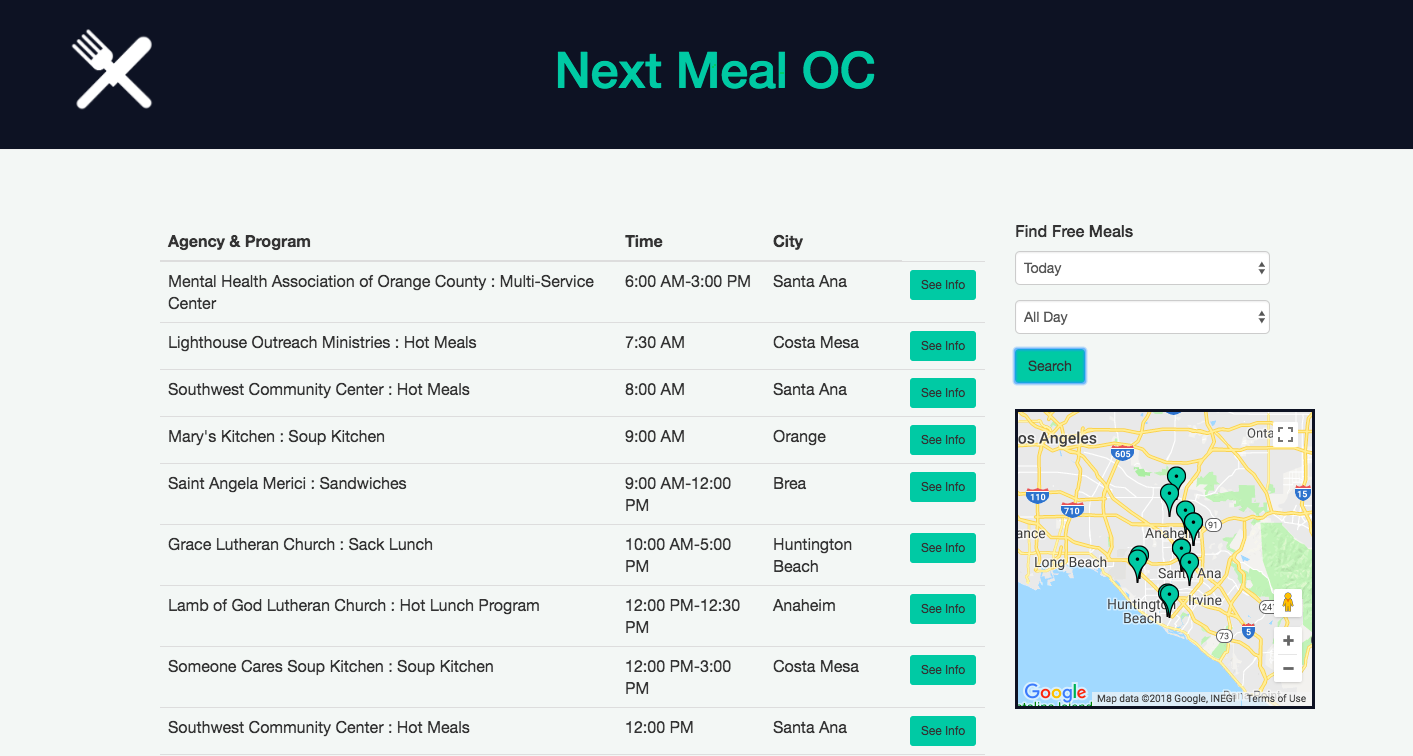 Next Meal OC
Agency & Program Time City
Mental Health Association of Orange County : Multi-Service
Center
6:00 AM-3:00 PM Santa Ana See Info
Lighthouse Outreach Ministries : Hot Meals 7:30 AM Costa Mesa See Info
Southwest Community Center : Hot Meals 8:00 AM Santa Ana See Info
Mary's Kitchen : Soup Kitchen 9:00 AM Orange See Info
Saint Angela Merici : Sandwiches 9:00 AM-12:00
PM
Brea See Info
Grace Lutheran Church : Sack Lunch 10:00 AM-5:00
PM
Huntington
Beach
See Info
Lamb of God Lutheran Church : Hot Lunch Program 12:00 PM-12:30
PM
Anaheim See Info
Someone Cares Soup Kitchen : Soup Kitchen 12:00 PM-3:00
PM
Costa Mesa See Info
Southwest Community Center : Hot Meals 12:00 PM Santa Ana See Info
Find Free Meals
Today
All Day
Search
os Angeles
Onta
605
110
15
710
91
ance
Anaheim
Long Beach
Santa Ana
Huntington
Beach
Irvine
241
73
5
Google
Map data ©2018 Google, INEGI Terms of Use